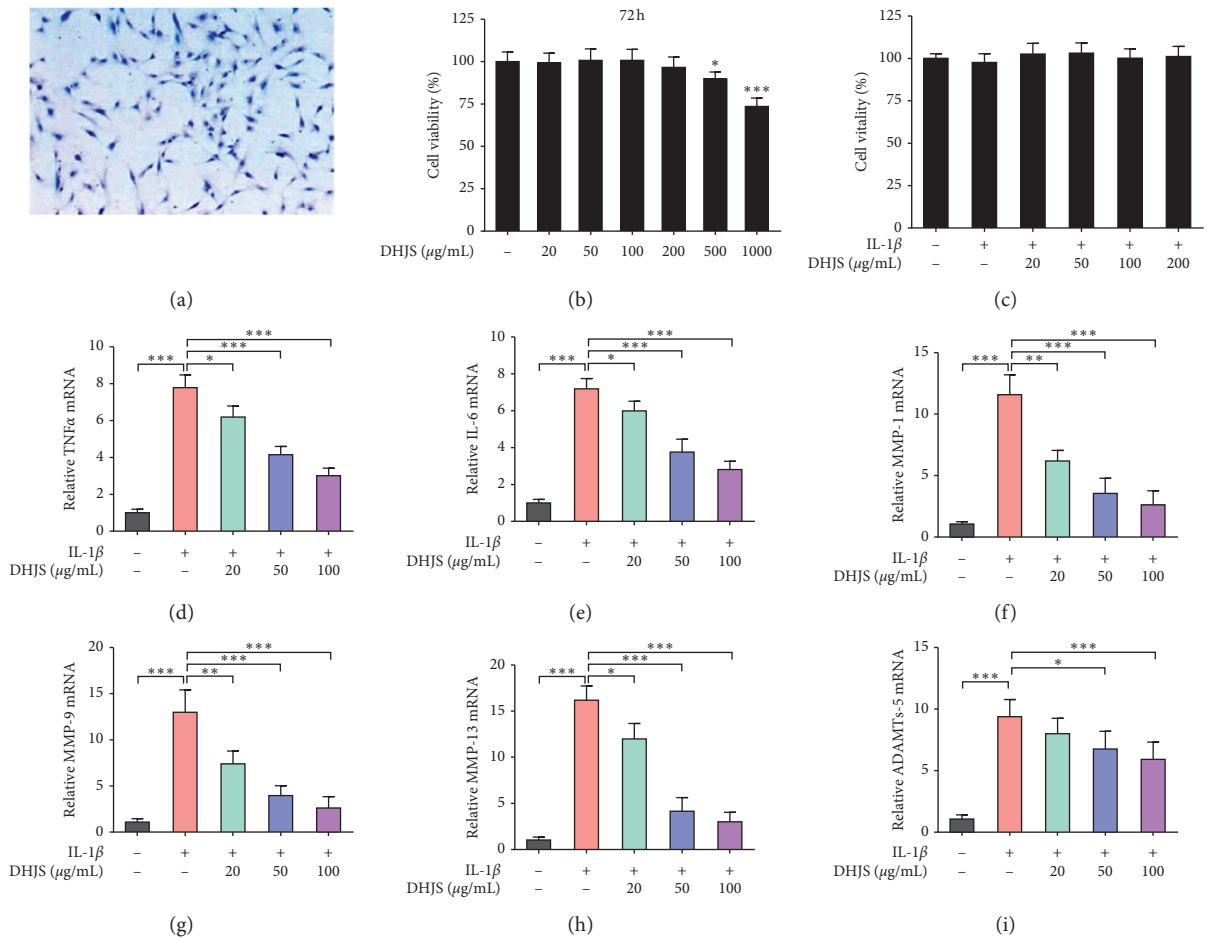 72h
Cell viability (%)
125
100
75
50
25
0
* ***
DHJS (μg/mL) – 20 50 100 200 500 1000
Cell vitality (%)
125
100
75
50
25
0
IL-1β – + + + + +
DHJS (μg/mL) – – 20 50 100 200
(a) (b) (c)
Relative TNFα mRNA
10
8
6
4
2
0
***
***
*** *
IL-1β – + + + +
DHJS (μg/mL) – – 20 50 100
(d)
Relative IL-6 mRNA
10
8
6
4
2
0
***
***
*** *
IL-1β – + + + +
DHJS (μg/mL) – – 20 50 100
(e)
Relative MMP-1 mRNA
15
10
5
0
***
***
*** **
IL-1β – + + + +
DHJS (μg/mL) – – 20 50 100
(f)
Relative MMP-9 mRNA
20
15
10
5
0
***
***
*** **
IL-1β – + + + +
DHJS (μg/mL) – – 20 50 100
(g)
Relative MMP-13 mRNA
20
15
10
5
0
***
***
*** *
IL-1β – + + + +
DHJS (μg/mL) – – 20 50 100
(h)
Relative ADAMTs-5 mRNA
15
10
5
0
***
*
***
IL-1β – + + + +
DHJS (μg/mL) – – 20 50 100
(i)